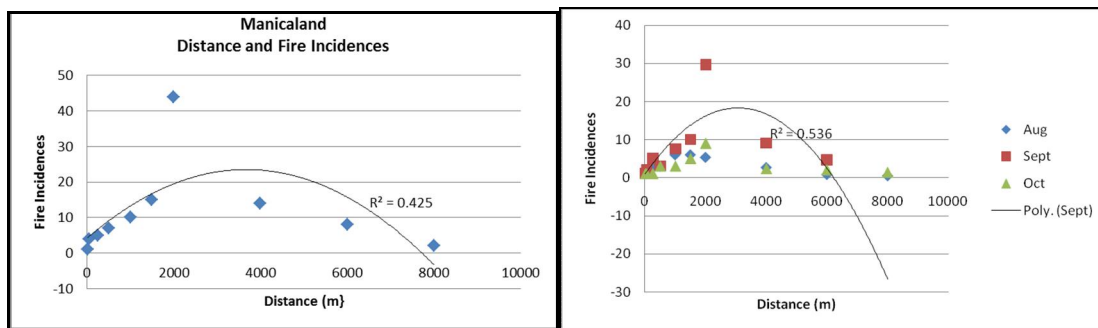 Manicaland
Distance and Fire Incidences
50
40
30
20
10
0
-10
0
2000
4000
6000
8000
10000
Fire Incidences
Distance (m}
R² = 0.425
40
30
20
10
0
-10
-20
-30
0
2000
4000
6000
8000
10000
Fire Incidences
Distance (m)
R² = 0.536
Aug
Sept
Oct
Poly. (Sept)